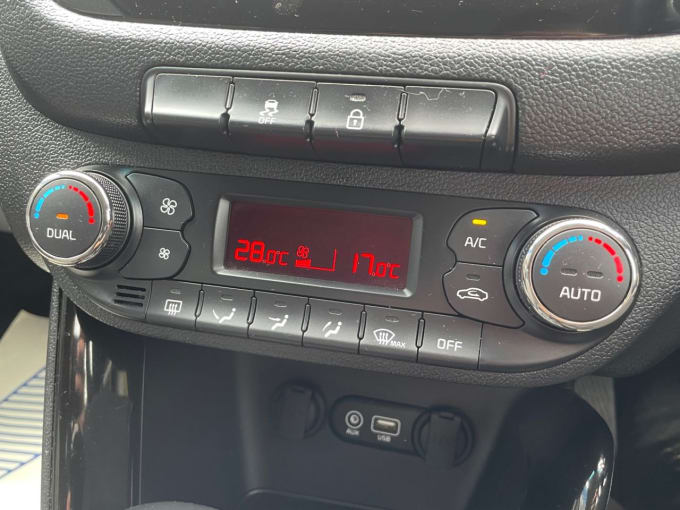 OFF
DUAL
28.0°C 17.0°C
A/C
AUTO
MAX
OFF
AUX
USB